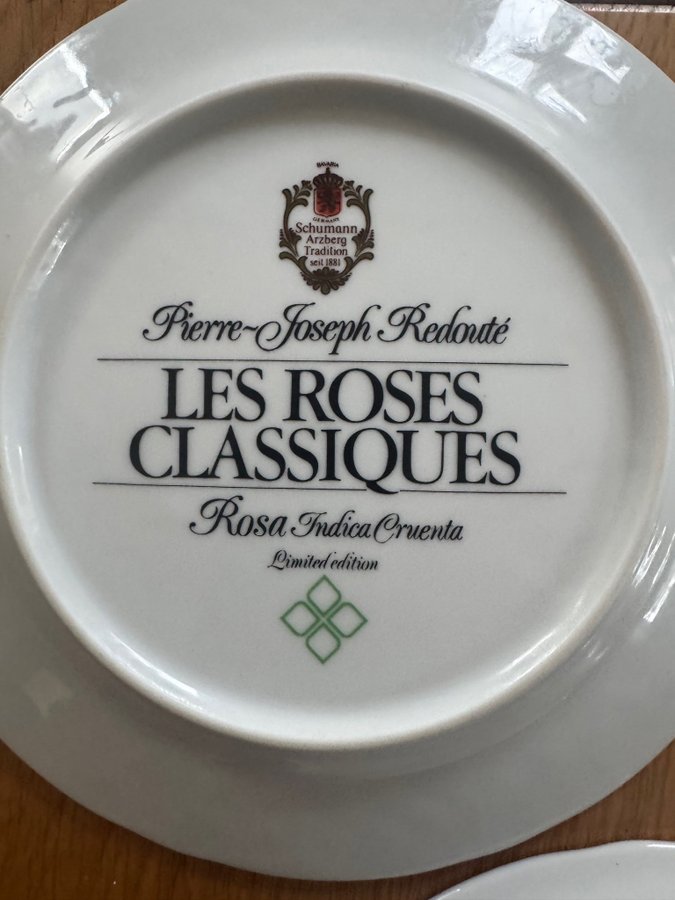 BAVARIA
GERMANY
Schumann
Arzberg
Tradition
seit 1881
Pierre~Joseph Redouté
LES ROSES
CLASSIQUES
Rosa Indica Cruenta
Limited edition